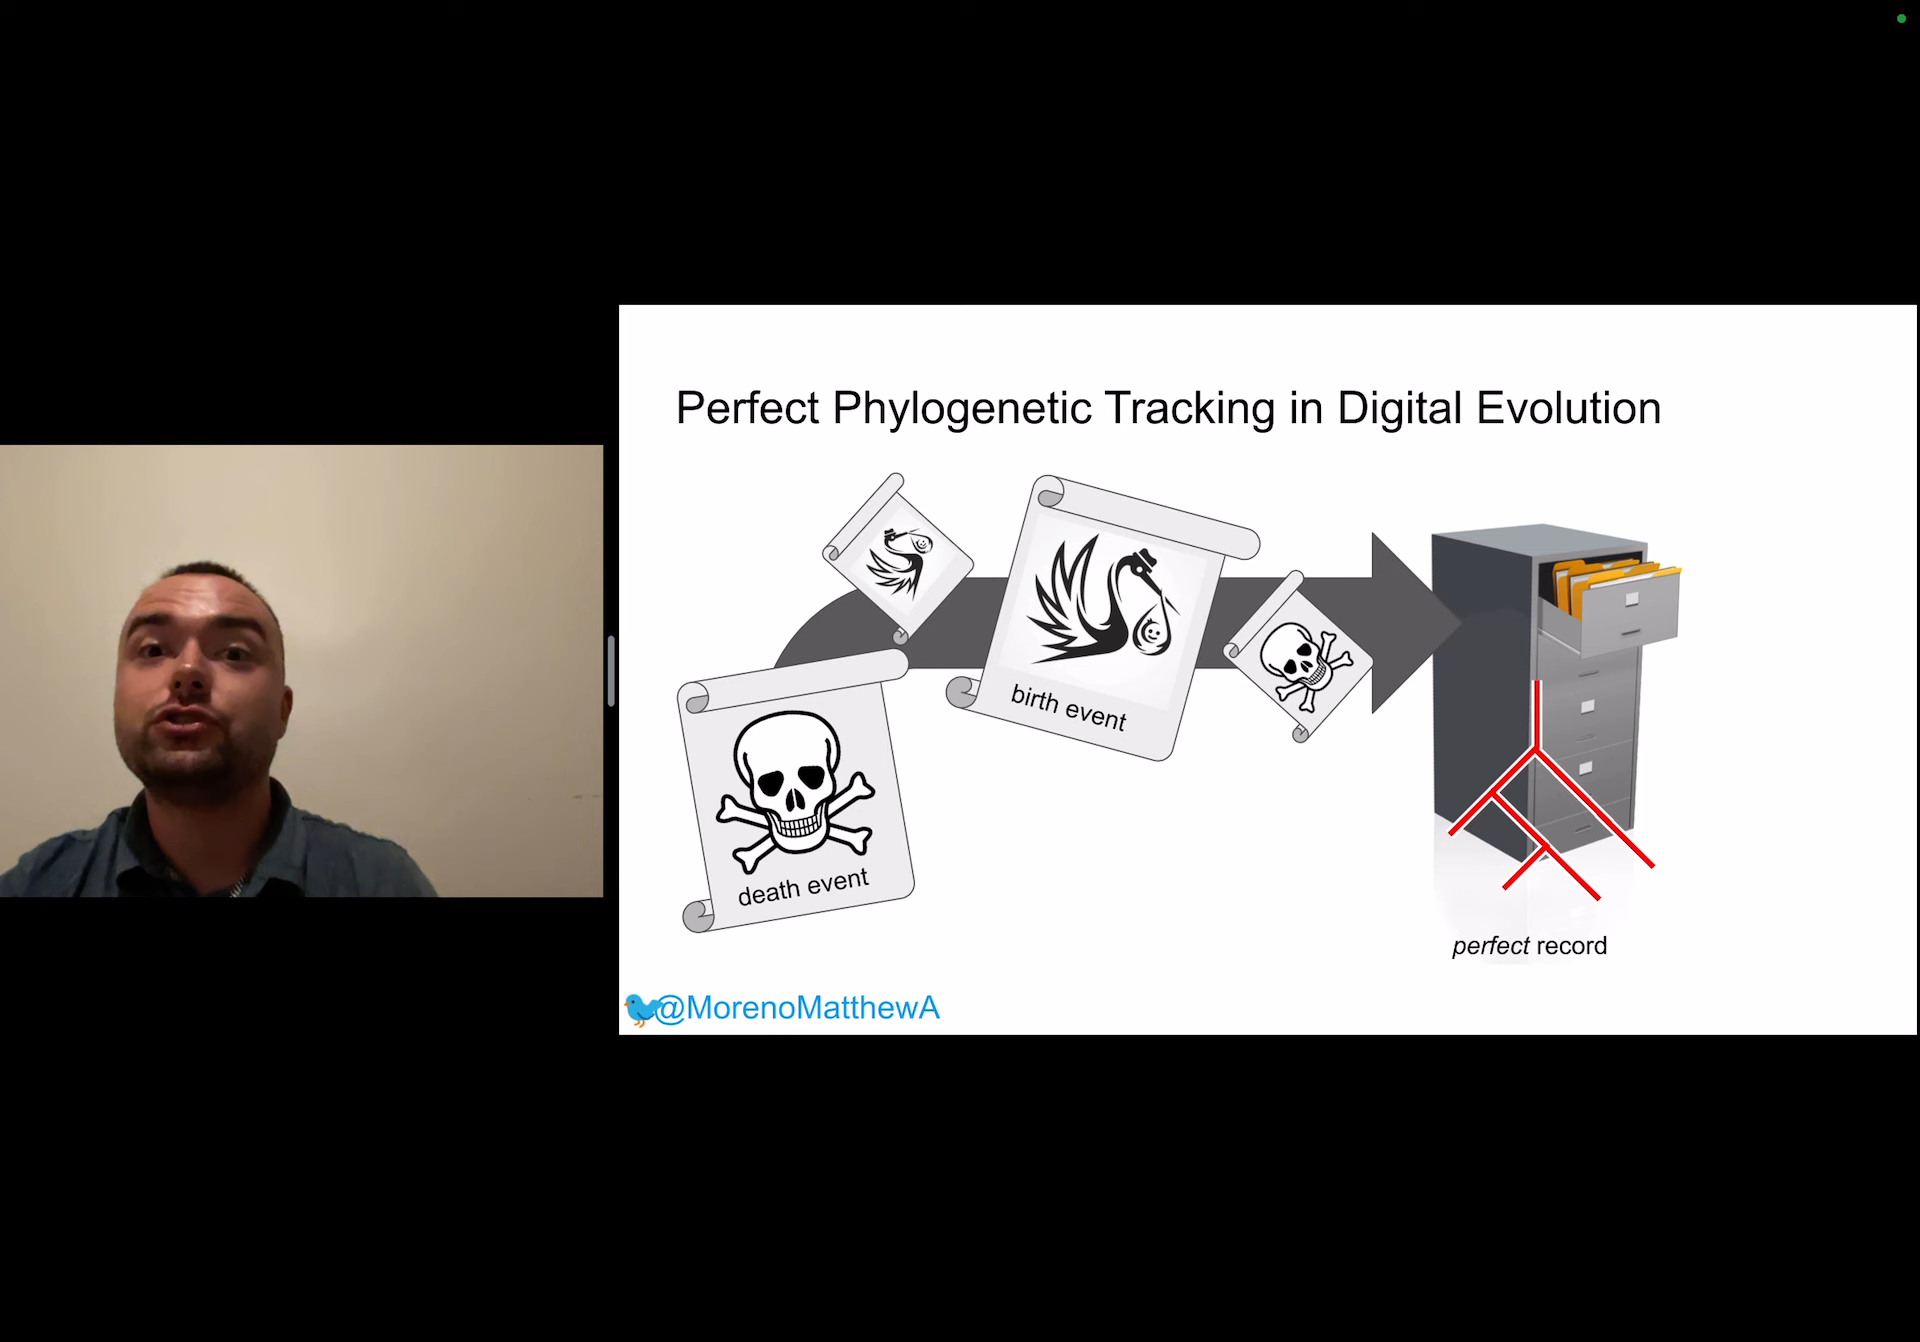 Perfect Phylogenetic Tracking in Digital Evolution
birth event
death event
perfect record
@MorenoMatthewA